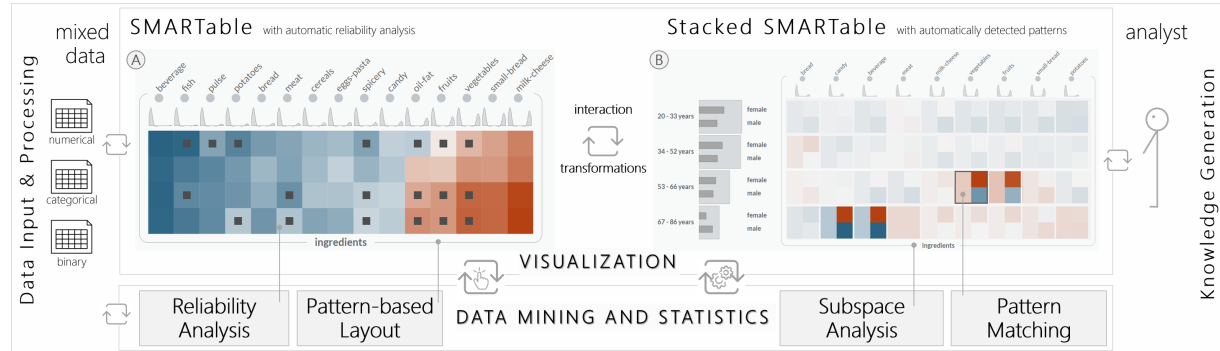 Data Input & Processing
mixed
data
numerical
categorical
binary
SMARTable with automatic reliability analysis
A
beverage
fish
pulse
potatoes
bread
meat
cereals
eggs-pasta
spicery
candy
oil-fat
fruits
vegetables
small-bread
milk-cheese
ingredients
interaction
transformations
Stacked SMARTable with automatically detected patterns
B
bread
candy
beverage
meat
milk-cheese
vegetables
fruits
small-bread
potatoes
20 - 33 years
female
male
34 - 52 years
female
male
53 - 66 years
female
male
67 - 86 years
female
male
ingredients
VISUALIZATION
Reliability
Analysis
Pattern-based
Layout
DATA MINING AND STATISTICS
Subspace
Analysis
Pattern
Matching
analyst
Knowledge Generation